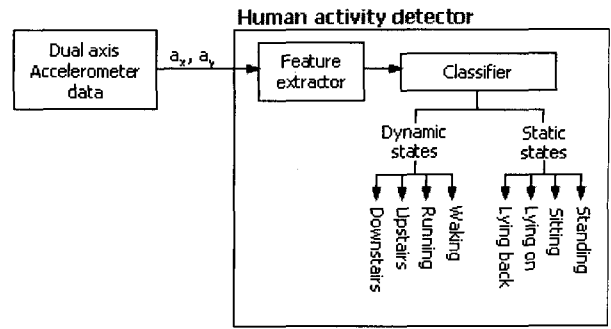 Human activity detector
Dual axis
Accelerometer
data
aₓ, aᵧ
Feature
extractor
Classifier
Dynamic
states
Static
states
Downstairs
Upstairs
Running
Waking
Lying back
Lying on
Sitting
Standing